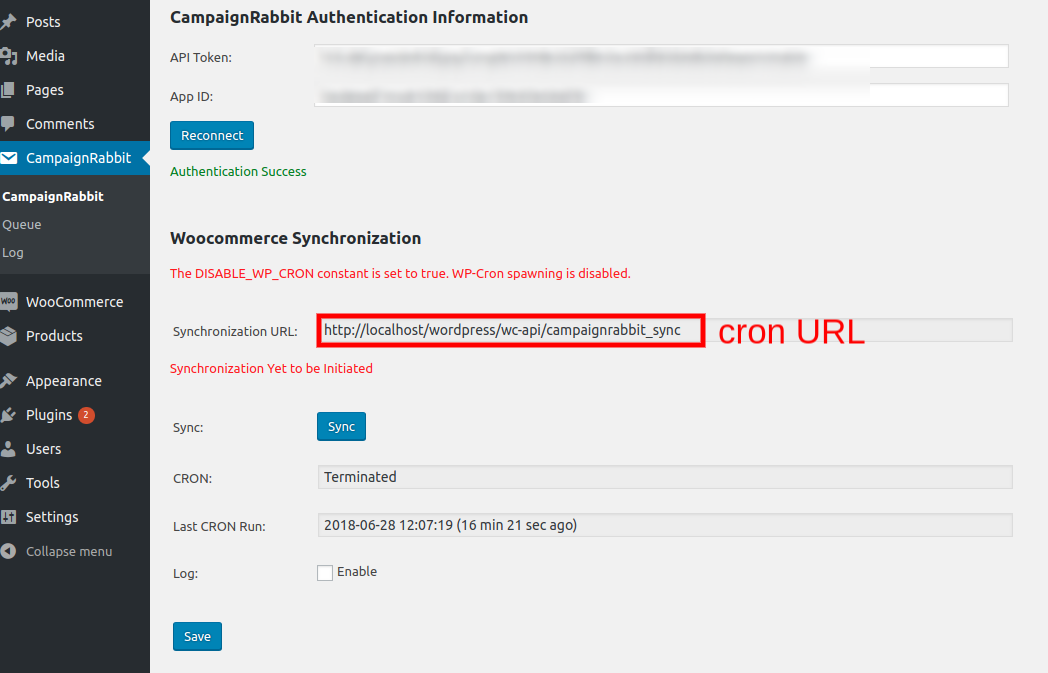 Posts
Media
Pages
Comments
CampaignRabbit
CampaignRabbit
Queue
Log
WOO WooCommerce
Products
Appearance
Plugins 2
Users
Tools
Settings
Collapse menu
CampaignRabbit Authentication Information
API Token:
App ID:
Reconnect
Authentication Success
Woocommerce Synchronization
The DISABLE_WP_CRON constant is set to true. WP-Cron spawning is disabled.
Synchronization URL: http://localhost/wordpress/wc-api/campaignrabbit_sync cron URL
Synchronization Yet to be Initiated
Sync: Sync
CRON: Terminated
Last CRON Run: 2018-06-28 12:07:19 (16 min 21 sec ago)
Log: Enable
Save